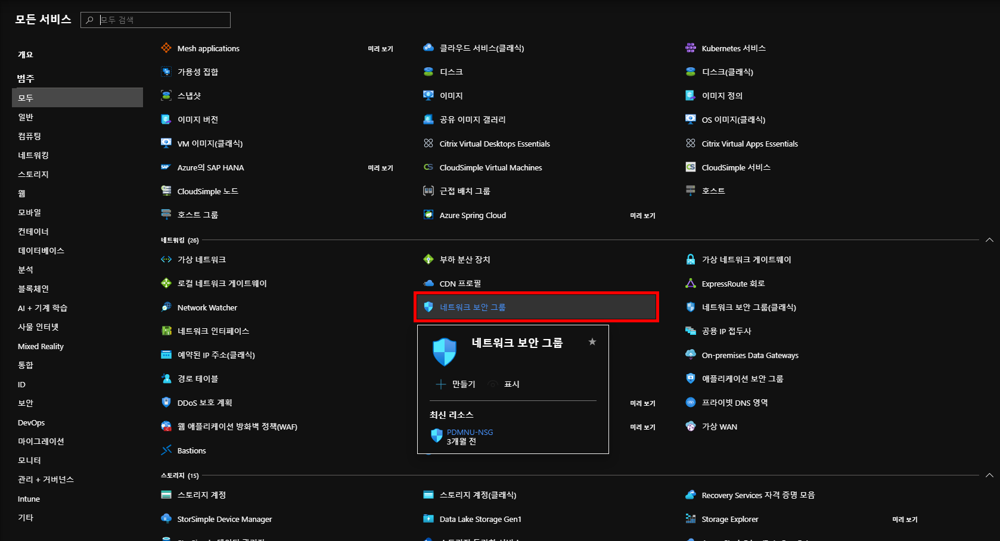 모든 서비스
모두 검색
개요
범주
모두
일반
컴퓨팅
네트워킹
스토리지
웹
모바일
컨테이너
데이터베이스
분석
블록체인
AI + 기계 학습
사물 인터넷
Mixed Reality
통합
ID
보안
DevOps
마이그레이션
모니터
관리 + 거버넌스
Intune
기타
Mesh applications 미리 보기
클라우드 서비스(클래식)
Kubernetes 서비스
가용성 집합
디스크
디스크(클래식)
스냅샷
이미지
이미지 정의
이미지 버전
공유 이미지 갤러리
OS 이미지(클래식)
VM 이미지(클래식)
Citrix Virtual Desktops Essentials
Citrix Virtual Apps Essentials
Azure의 SAP HANA 미리 보기
CloudSimple Virtual Machines
CloudSimple 서비스
CloudSimple 노드
근접 배치 그룹
호스트
호스트 그룹
Azure Spring Cloud 미리 보기
네트워킹 (26)
가상 네트워크
부하 분산 장치
가상 네트워크 게이트웨이
로컬 네트워크 게이트웨이
CDN 프로필
ExpressRoute 회로
Network Watcher
네트워크 보안 그룹
네트워크 보안 그룹(클래식)
네트워크 인터페이스
공용 IP 접두사
예약된 IP 주소(클래식)
On-premises Data Gateways
경로 테이블
애플리케이션 보안 그룹
DDoS 보호 계획
미리 보기
프라이빗 DNS 영역
웹 애플리케이션 방화벽 정책(WAF)
미리 보기
가상 WAN
Bastions
네트워크 보안 그룹
만들기 표시
최신 리소스
PDMNU-NSG
3개월 전
스토리지 (15)
스토리지 계정
스토리지 계정(클래식)
Recovery Services 자격 증명 모음
StorSimple Device Manager
Data Lake Storage Gen1
Storage Explorer 미리 보기